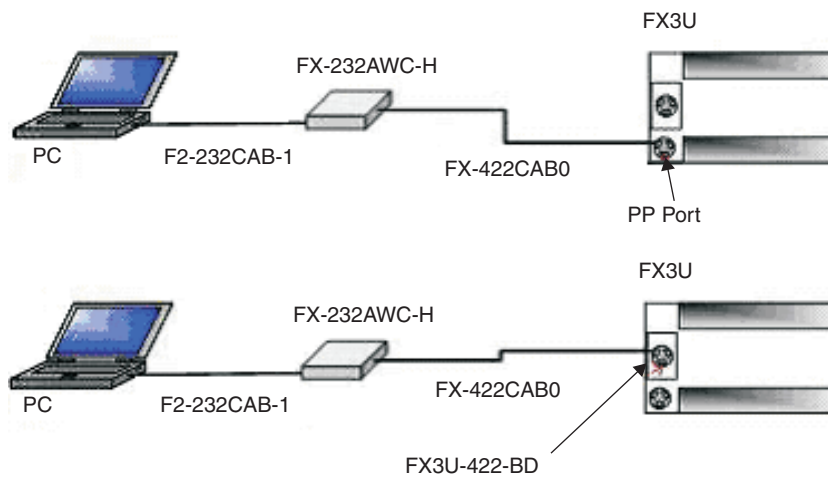 FX3U
FX-232AWC-H
PC
F2-232CAB-1
FX-422CAB0
PP Port
FX3U
FX-232AWC-H
PC
F2-232CAB-1
FX-422CAB0
FX3U-422-BD